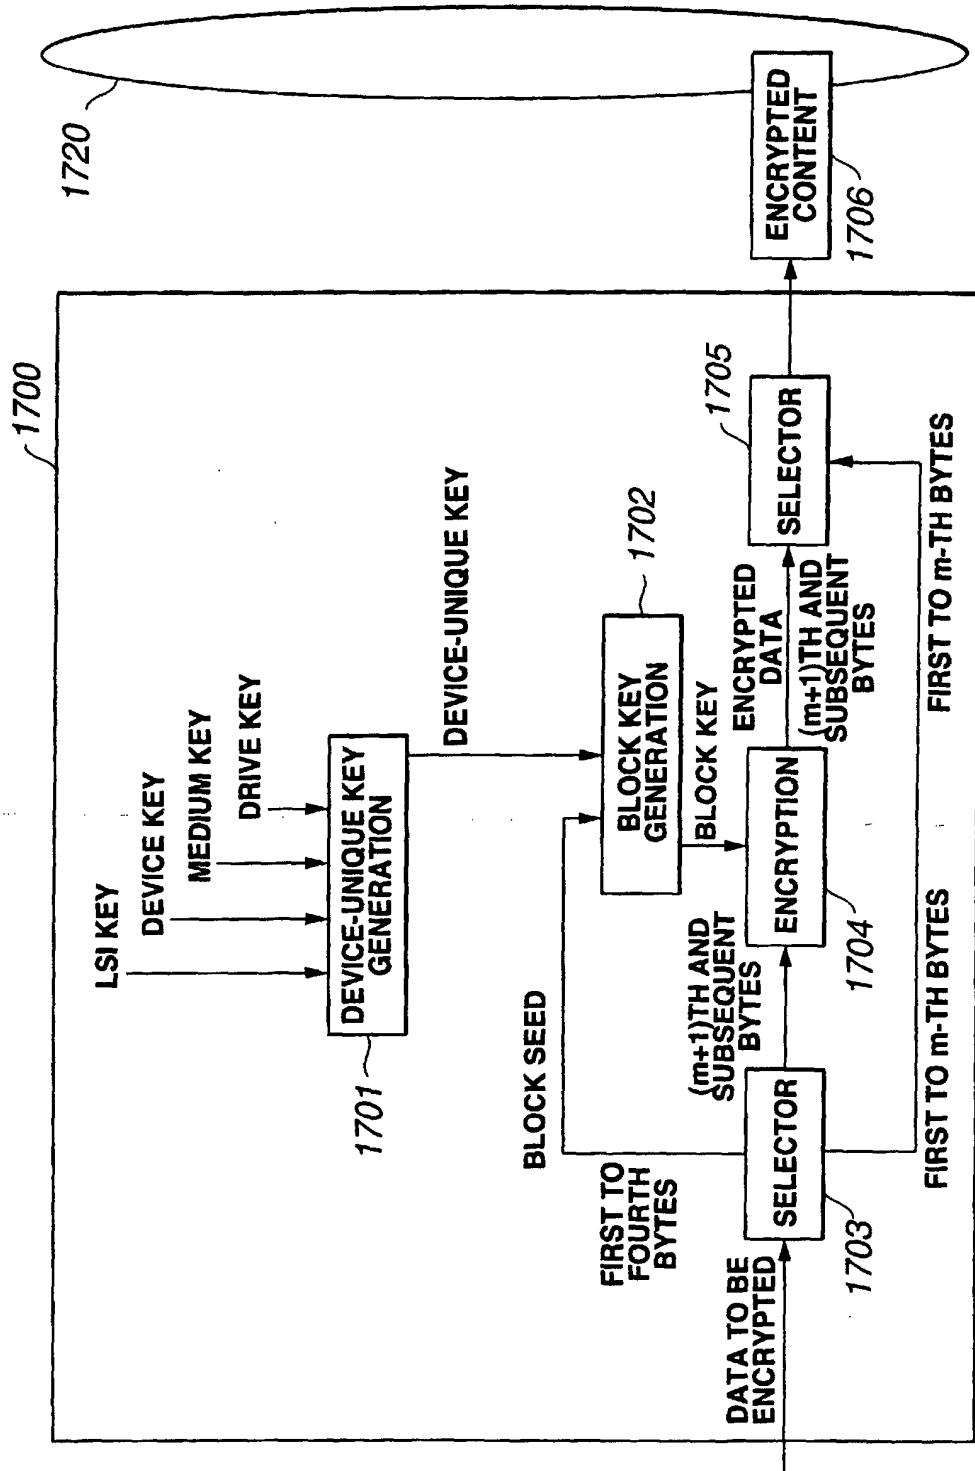 1700
1720
LSI KEY
DEVICE KEY
MEDIUM KEY
DRIVE KEY
DEVICE-UNIQUE KEY
GENERATION
1701
DEVICE-UNIQUE KEY
BLOCK SEED
BLOCK KEY
GENERATION
1702
FIRST TO
FOURTH
BYTES
BLOCK KEY
DATA TO BE
ENCRYPTED
SELECTOR
1703
(m+1)TH AND
SUBSEQUENT
BYTES
ENCRYPTION
1704
ENCRYPTED
DATA
(m+1)TH AND
SUBSEQUENT
BYTES
SELECTOR
1705
ENCRYPTED
CONTENT
1706
FIRST TO m-TH BYTES
FIRST TO m-TH BYTES